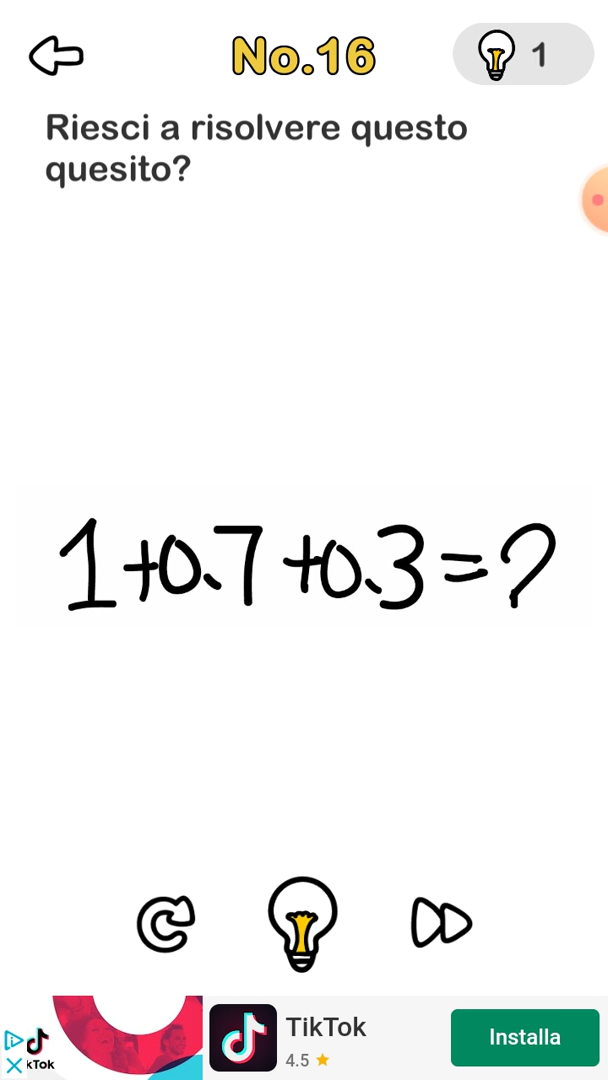 No.16
1
Riesci a risolvere questo
quesito?
1+0.7+0.3=?
kTok
TikTok
4.5
Installa